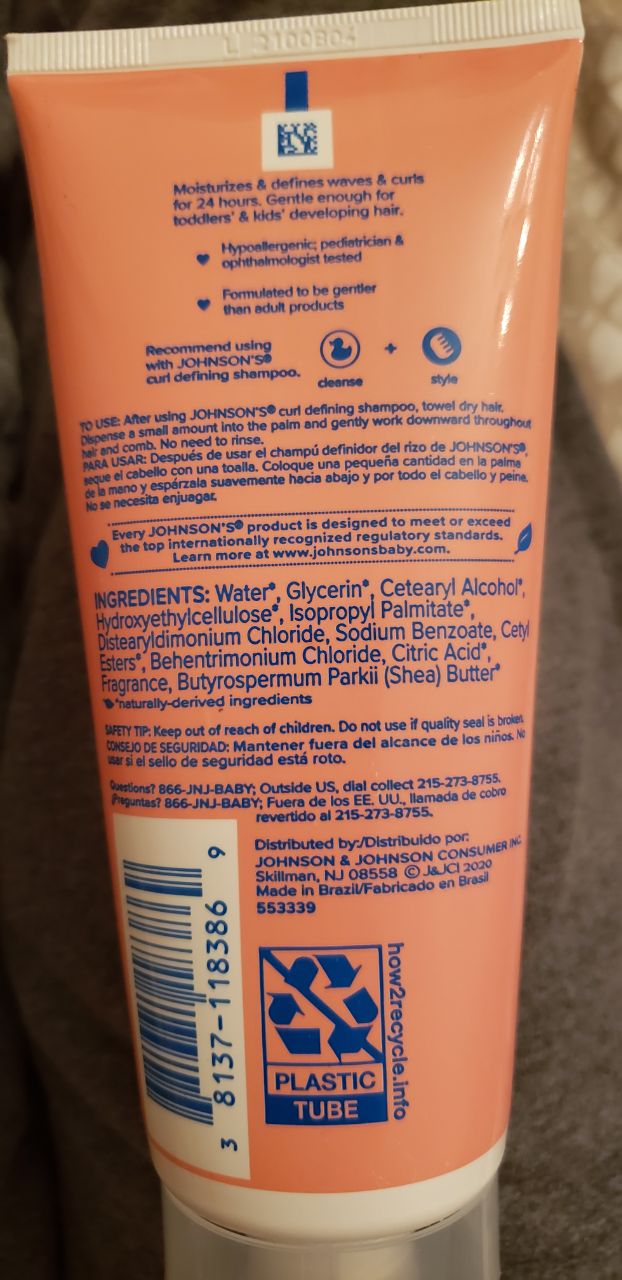 L 2100B04
Moisturizes & defines waves & curls
for 24 hours. Gentle enough for
toddlers' & kids' developing hair.
Hypoallergenic; pediatrician &
ophthalmologist tested
Formulated to be gentler
than adult products
Recommend using
with JOHNSON'S®
curl defining shampoo.
cleanse
+
style
TO USE: After using JOHNSON'S® curl defining shampoo, towel dry hair.
Dispense a small amount into the palm and gently work downward throughout
hair and comb. No need to rinse.
PARA USAR: Después de usar el champú definidor del rizo de JOHNSON'S®,
seque el cabello con una toalla. Coloque una pequeña cantidad en la palma
de la mano y espárzala suavemente hacia abajo y por todo el cabello y peine.
No se necesita enjuagar.
Every JOHNSON'S® product is designed to meet or exceed
the top internationally recognized regulatory standards.
Learn more at www.johnsonsbaby.com.
INGREDIENTS: Water*, Glycerin*, Cetearyl Alcohol*,
Hydroxyethylcellulose*, Isopropyl Palmitate*,
Distearyldimonium Chloride, Sodium Benzoate, Cetyl
Esters*, Behentrimonium Chloride, Citric Acid*,
Fragrance, Butyrospermum Parkii (Shea) Butter*
*naturally-derived ingredients
SAFETY TIP: Keep out of reach of children. Do not use if quality seal is broken.
CONSEJO DE SEGURIDAD: Mantener fuera del alcance de los niños. No
usar si el sello de seguridad está roto.
Questions? 866-JNJ-BABY; Outside US, dial collect 215-273-8755.
¿Preguntas? 866-JNJ-BABY; Fuera de los EE. UU., llamada de cobro
revertido al 215-273-8755.
Distributed by:/Distribuido por:
JOHNSON & JOHNSON CONSUMER INC.
Skillman, NJ 08558 © J&JCI 2020
Made in Brazil/Fabricado en Brasil
553339
3 8137-118386 9
how2recycle.info
PLASTIC
TUBE